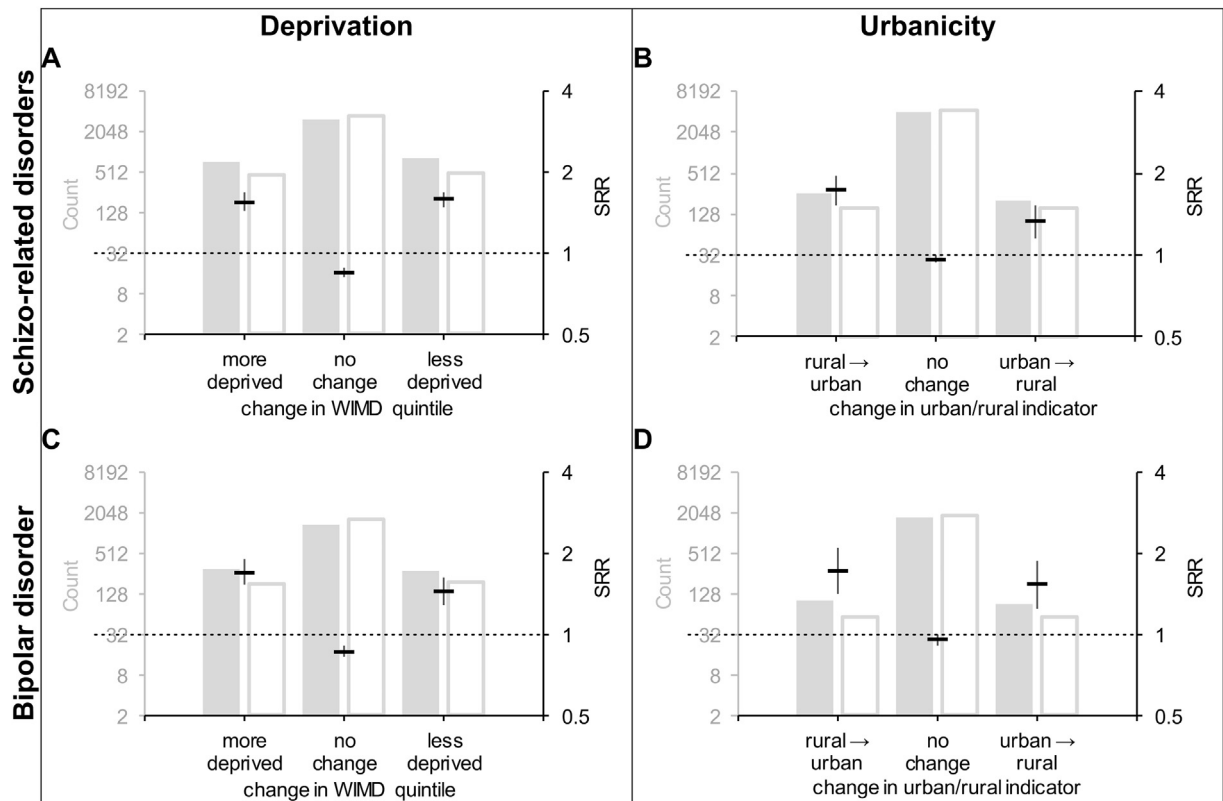 Deprivation
Urbanicity
Schizo-related disorders
A
8192
2048
512
128
32
8
2
Count
4
2
1
0.5
SRR
more deprived
no change
less deprived
change in WIMD quintile
B
8192
2048
512
128
32
8
2
Count
4
2
1
0.5
SRR
rural → urban
no change
urban → rural
change in urban/rural indicator
Bipolar disorder
C
8192
2048
512
128
32
8
2
Count
4
2
1
0.5
SRR
more deprived
no change
less deprived
change in WIMD quintile
D
8192
2048
512
128
32
8
2
Count
4
2
1
0.5
SRR
rural → urban
no change
urban → rural
change in urban/rural indicator